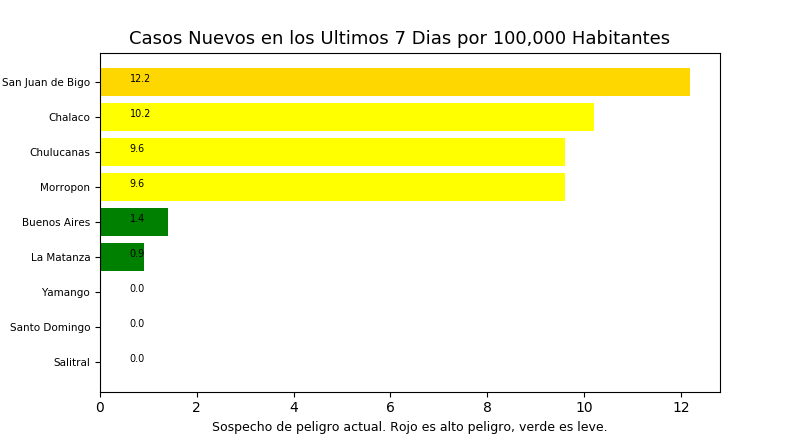 Casos Nuevos en los Ultimos 7 Dias por 100,000 Habitantes
San Juan de Bigo 12.2
Chalaco 10.2
Chulucanas 9.6
Morropon 9.6
Buenos Aires 1.4
La Matanza 0.9
Yamango 0.0
Santo Domingo 0.0
Salitral 0.0
0 2 4 6 8 10 12
Sospecho de peligro actual. Rojo es alto peligro, verde es leve.